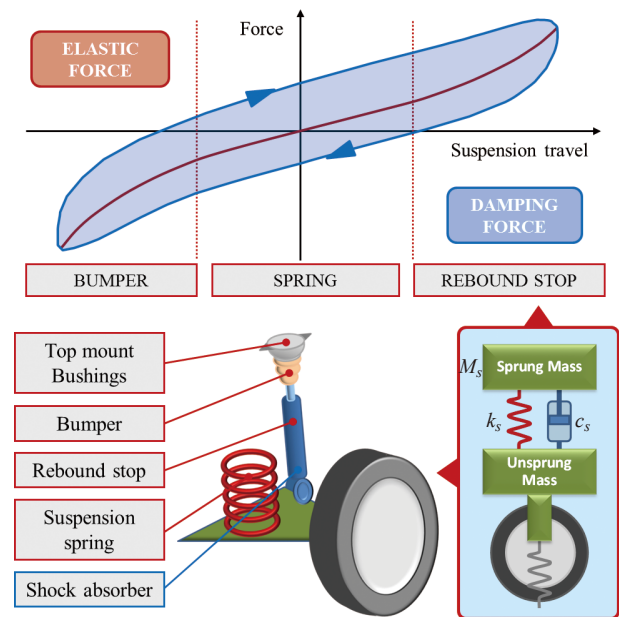 Force
ELASTIC
FORCE
Suspension travel
DAMPING
FORCE
BUMPER
SPRING
REBOUND STOP
Top mount
Bushings
Bumper
Rebound stop
Suspension
spring
Shock absorber
Ms
Sprung Mass
ks
cs
Unsprung
Mass